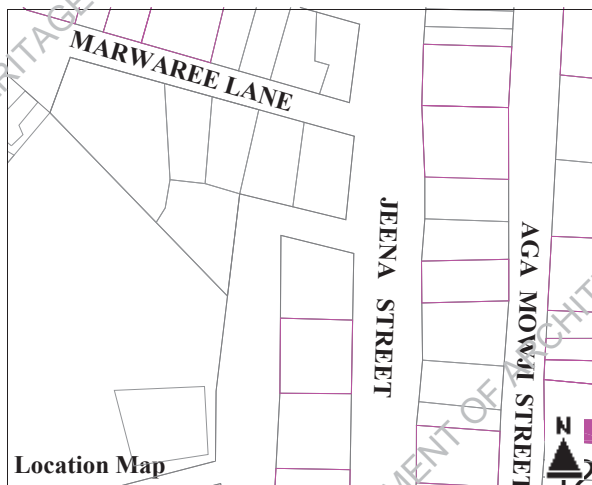 MARWAREE LANE
JEENA STREET
AGA MOWJI STREET
N
Location Map